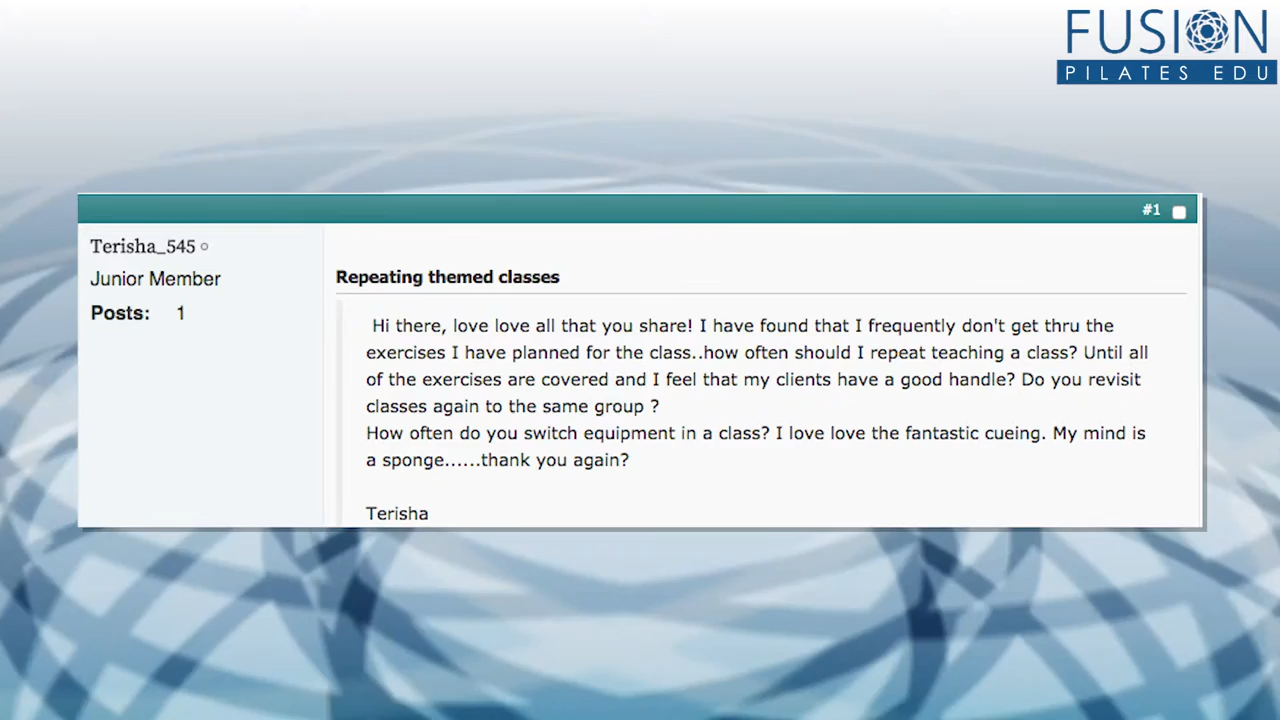 FUSION
PILATES EDU
#1
Terisha_545
Junior Member
Posts: 1
Repeating themed classes
Hi there, love love all that you share! I have found that I frequently don't get thru the
exercises I have planned for the class..how often should I repeat teaching a class? Until all
of the exercises are covered and I feel that my clients have a good handle? Do you revisit
classes again to the same group ?
How often do you switch equipment in a class? I love love the fantastic cueing. My mind is
a sponge......thank you again?
Terisha